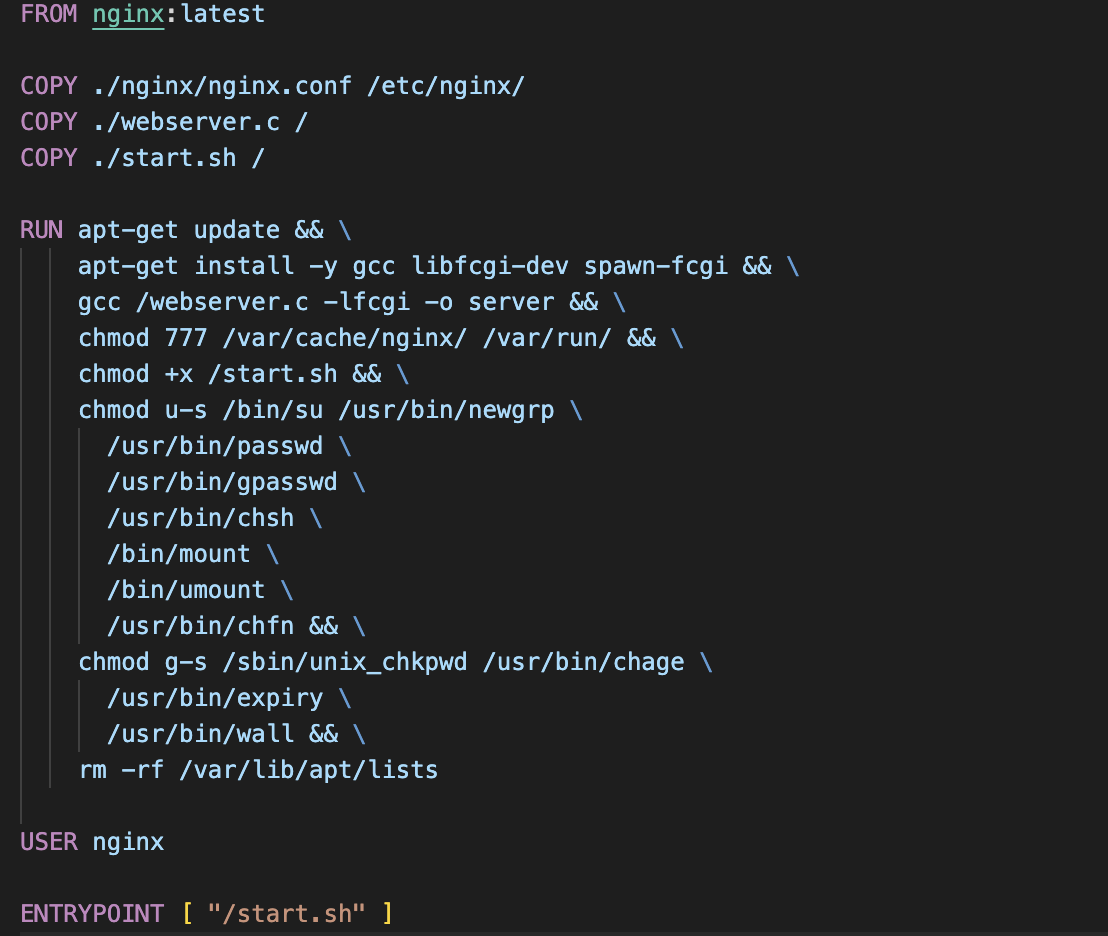 FROM nginx:latest
COPY ./nginx/nginx.conf /etc/nginx/
COPY ./webserver.c /
COPY ./start.sh /
RUN apt-get update && \
apt-get install -y gcc libfcgi-dev spawn-fcgi && \
gcc /webserver.c -lfcgi -o server && \
chmod 777 /var/cache/nginx/ /var/run/ && \
chmod +x /start.sh && \
chmod u-s /bin/su /usr/bin/newgrp \
/usr/bin/passwd \
/usr/bin/gpasswd \
/usr/bin/chsh \
/bin/mount \
/bin/umount \
/usr/bin/chfn && \
chmod g-s /sbin/unix_chkpwd /usr/bin/chage \
/usr/bin/expiry \
/usr/bin/wall && \
rm -rf /var/lib/apt/lists
USER nginx
ENTRYPOINT [ "/start.sh" ]